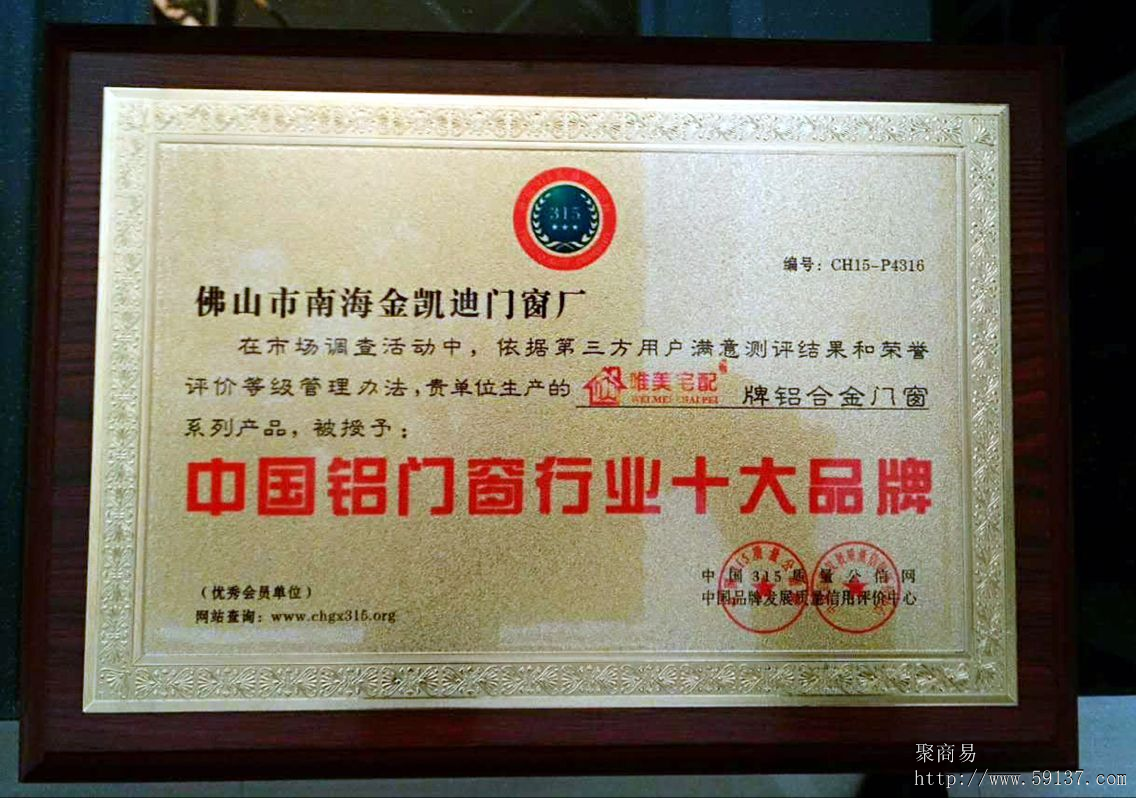 315
编号：CH15-P4316
佛山市南海金凯迪门窗厂
在市场调查活动中，依据第三方用户满意测评结果和荣誉
评价等级管理办法，贵单位生产的 唯美宅配 牌铝合金门窗
WEI MEI ZHAI PEI
系列产品，被授予：
中国铝门窗行业十大品牌
（优秀会员单位）
网站查询：www.chgx315.org
中国315质量公信网
中国品牌发展质量信用评价中心
聚商易
http://www.59137.com